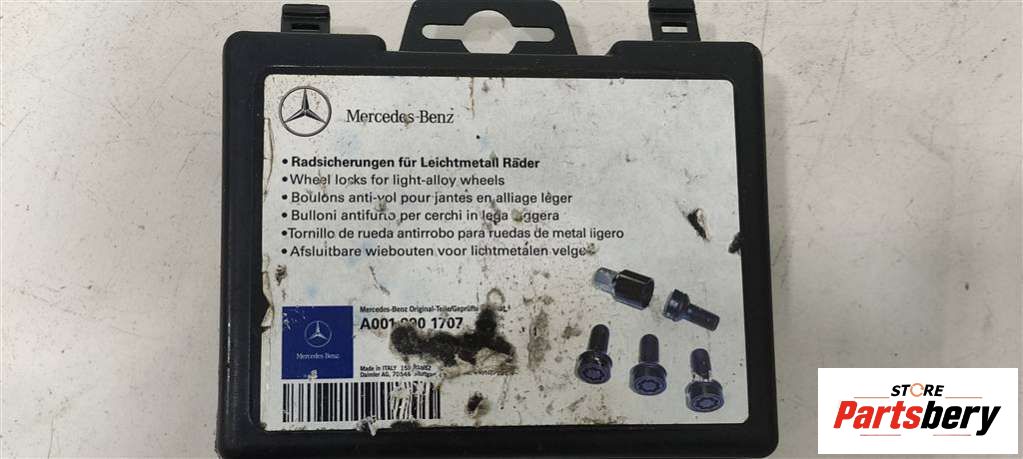 Mercedes-Benz
• Radsicherungen für Leichtmetall Räder
• Wheel locks for light-alloy wheels
• Boulons anti-vol pour jantes en alliage léger
• Bulloni antifurto per cerchi in lega
• Tornillo de rueda antirrobo para ruedas de metal ligero
• Afsluitbare wiebouten voor lichtmetalen
Mercedes-Benz Original-Teile
A001 1707
Mercedes-Benz
Made in ITALY
Daimler AG,
STORE
Partsbery